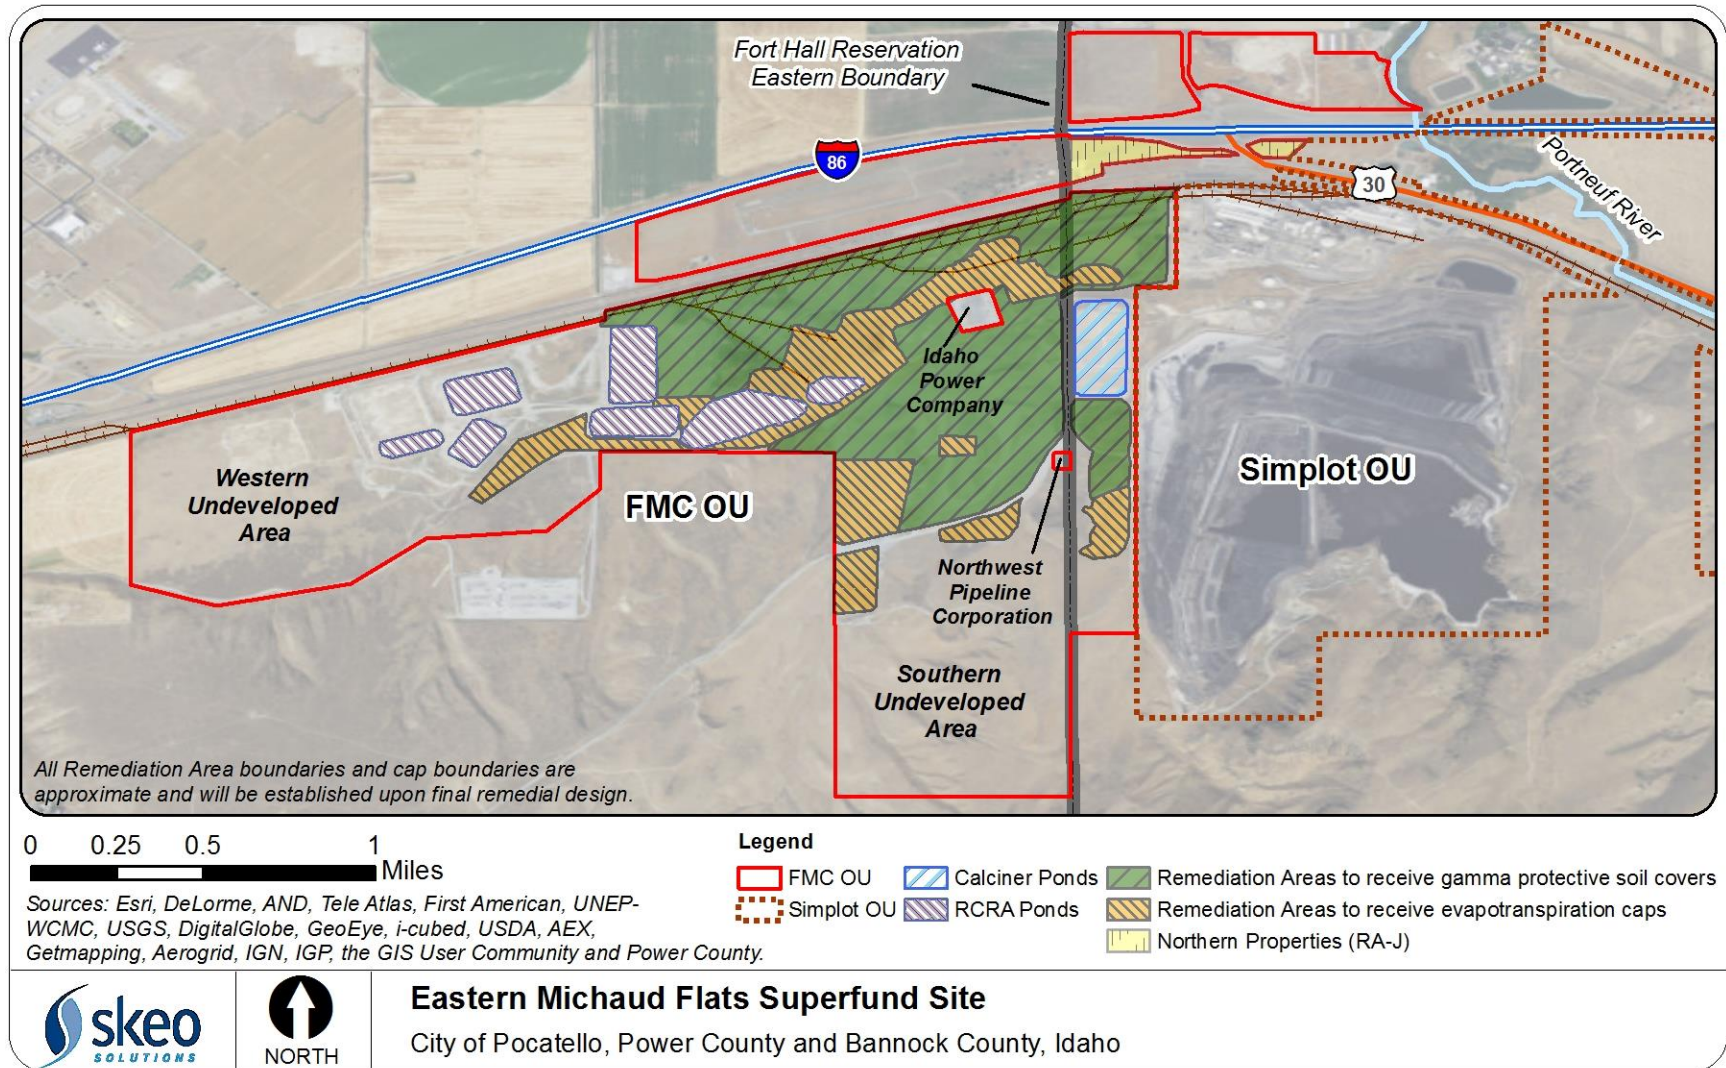 Fort Hall Reservation
Eastern Boundary
86
30
Portneuf River
Idaho
Power
Company
Western
Undeveloped
Area
FMC OU
Simplot OU
Northwest
Pipeline
Corporation
Southern
Undeveloped
Area
All Remediation Area boundaries and cap boundaries are
approximate and will be established upon final remedial design.
0 0.25 0.5 1
Miles
Sources: Esri, DeLorme, AND, Tele Atlas, First American, UNEP-
WCMC, USGS, DigitalGlobe, GeoEye, i-cubed, USDA, AEX,
Getmapping, Aerogrid, IGN, IGP, the GIS User Community and Power County.
Legend
FMC OU
Simplot OU
Calciner Ponds
RCRA Ponds
Remediation Areas to receive gamma protective soil covers
Remediation Areas to receive evapotranspiration caps
Northern Properties (RA-J)
skeo
SOLUTIONS
NORTH
Eastern Michaud Flats Superfund Site
City of Pocatello, Power County and Bannock County, Idaho